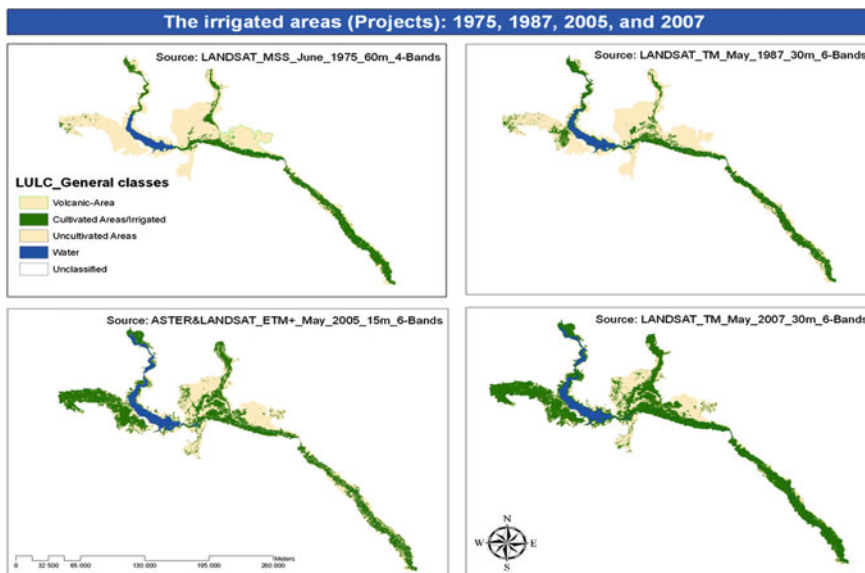 The irrigated areas (Projects): 1975, 1987, 2005, and 2007
Source: LANDSAT_MSS_June_1975_60m_4-Bands
Source: LANDSAT_TM_May_1987_30m_6-Bands
LULC_General classes
Volcanic-Area
Cultivated Areas/Irrigated
Uncultivated Areas
Water
Unclassified
Source: ASTER&LANDSAT_ETM+_May_2005_15m_6-Bands
Source: LANDSAT_TM_May_2007_30m_6-Bands
Meters
0 32 500 65 000 130 000 195 000 260 000
N
W E
S